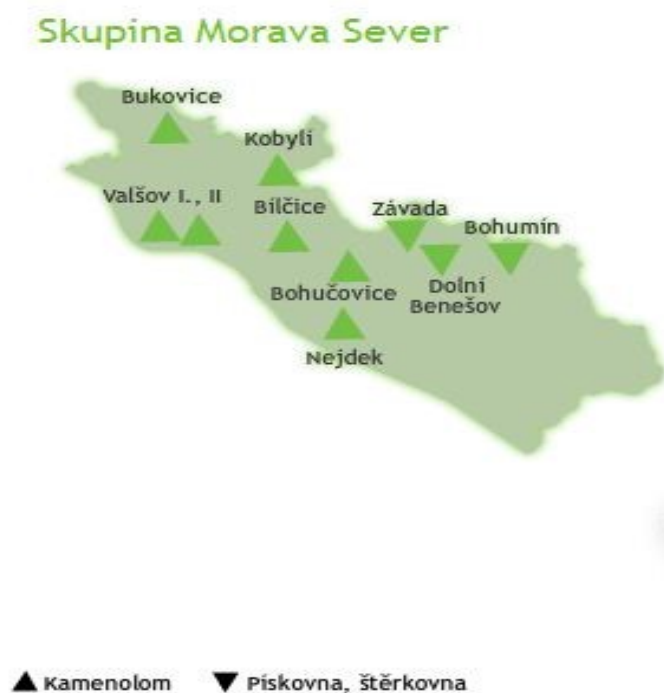 Skupina Morava Sever
Bukovice
Kobylí
Valšov I., II
Bílčice
Závada
Bohumín
Bohučovice
Dolní
Benešov
Nejdek
Kamenolom
Pískovna, štěrkovna